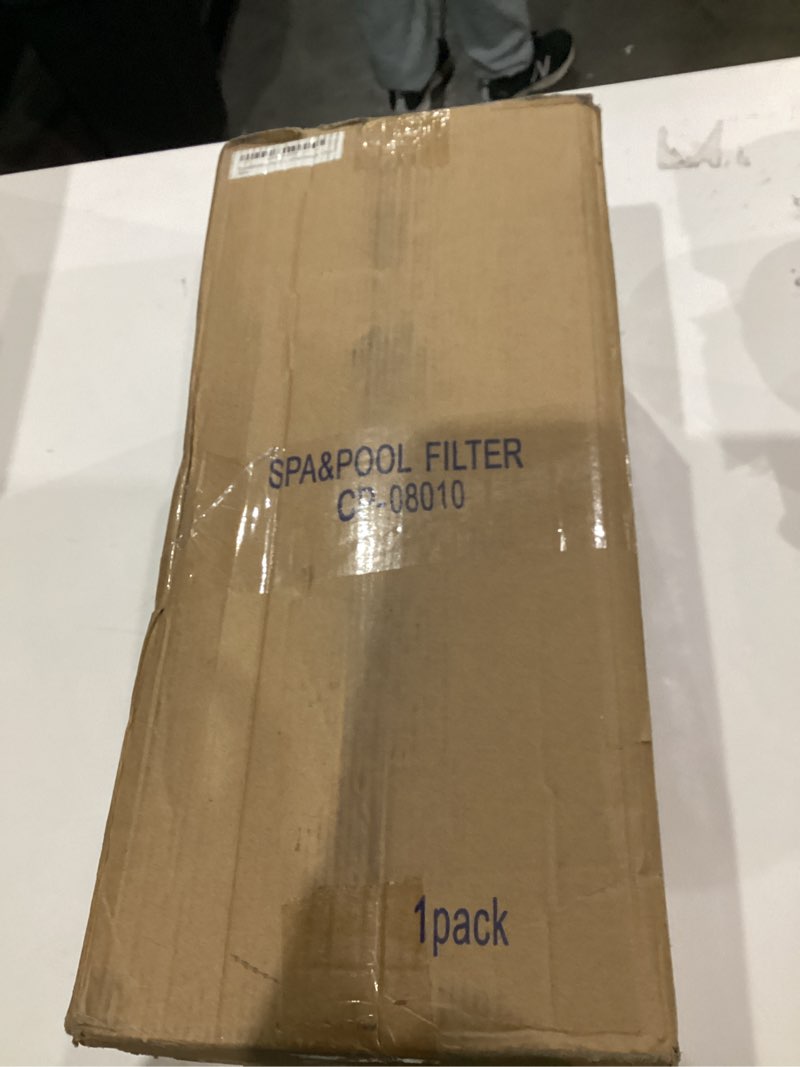 SPA&POOL FILTER
CP-08010
1pack
N